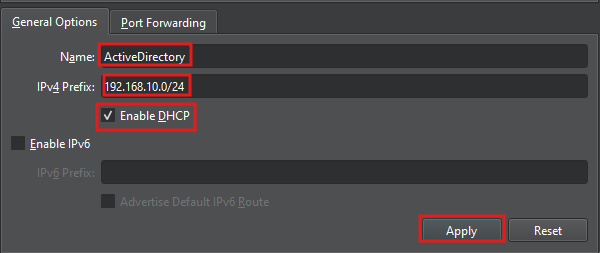 General Options Port Forwarding
Name: ActiveDirectory
IPv4 Prefix: 192.168.10.0/24
Enable DHCP
Enable IPv6
IPv6 Prefix:
Advertise Default IPv6 Route
Apply Reset